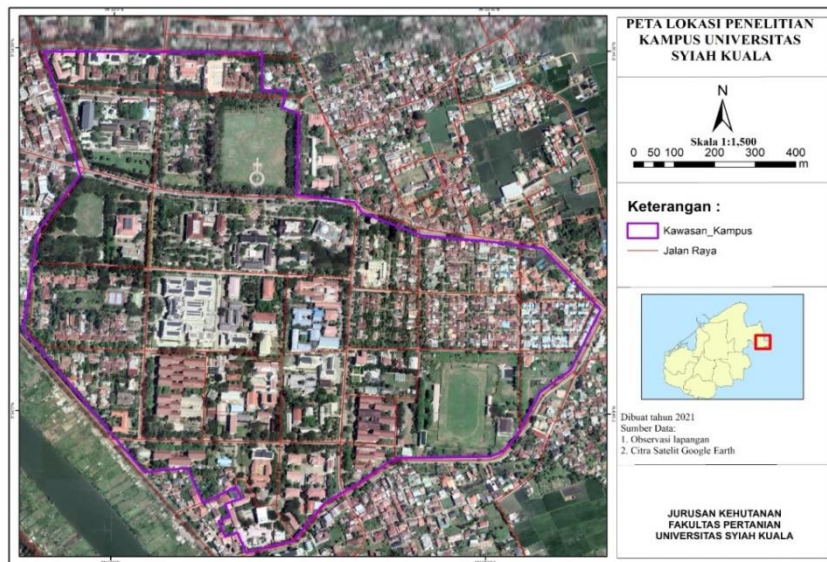 PETA LOKASI PENELITIAN
KAMPUS UNIVERSITAS
SYIAH KUALA
N
Skala 1:1,500
0 50 100 200 300 400
m
Keterangan :
Kawasan_Kampus
Jalan Raya
Dibuat tahun 2021
Sumber Data:
1. Observasi lapangan
2. Citra Satelit Google Earth
JURUSAN KEHUTANAN
FAKULTAS PERTANIAN
UNIVERSITAS SYIAH KUALA